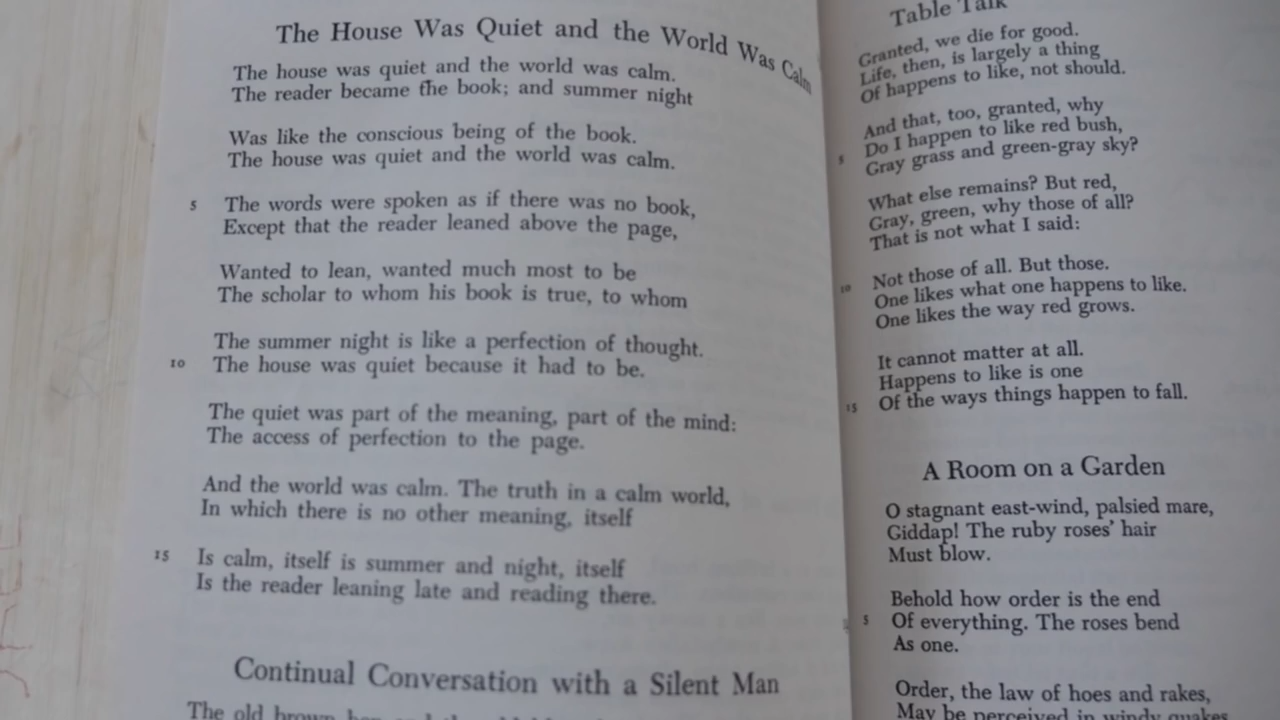 The House Was Quiet and the World Was Calm
The house was quiet and the world was calm.
The reader became the book; and summer night
Was like the conscious being of the book.
The house was quiet and the world was calm.
5 The words were spoken as if there was no book,
Except that the reader leaned above the page,
Wanted to lean, wanted much most to be
The scholar to whom his book is true, to whom
The summer night is like a perfection of thought.
10 The house was quiet because it had to be.
The quiet was part of the meaning, part of the mind:
The access of perfection to the page.
And the world was calm. The truth in a calm world,
In which there is no other meaning, itself
15 Is calm, itself is summer and night, itself
Is the reader leaning late and reading there.
Continual Conversation with a Silent Man
The old brown hen and the
Table Talk
Granted, we die for good.
Life, then, is largely a thing
Of happens to like, not should.
And that, too, granted, why
5 Do I happen to like red bush,
Gray grass and green-gray sky?
What else remains? But red,
Gray, green, why those of all?
That is not what I said:
10 Not those of all. But those.
One likes what one happens to like.
One likes the way red grows.
It cannot matter at all.
Happens to like is one
15 Of the ways things happen to fall.
A Room on a Garden
O stagnant east-wind, palsied mare,
Giddap! The ruby roses' hair
Must blow.
Behold how order is the end
5 Of everything. The roses bend
As one.
Order, the law of hoes and rakes,
May be perceived in windy quakes